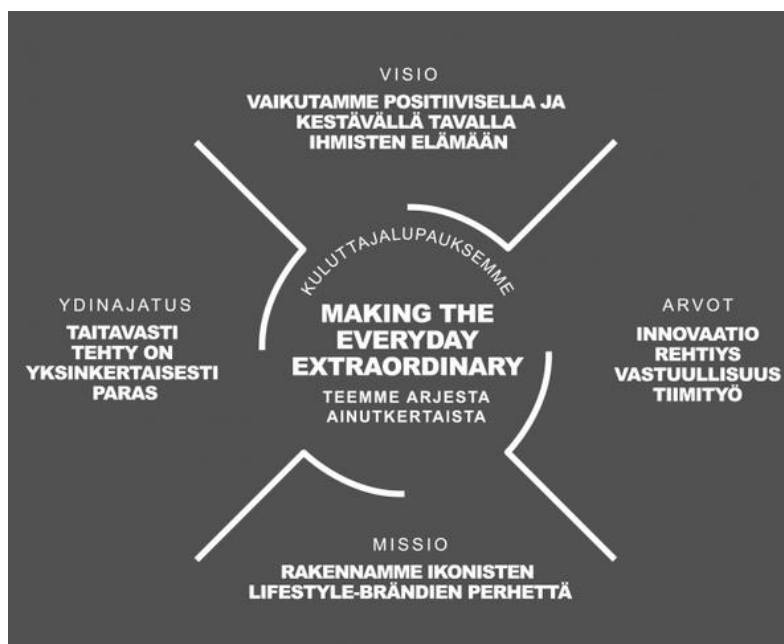 VISIO
VAIKUTAMME POSITIIVISELLA JA
KESTÄVÄLLÄ TAVALLA
IHMISTEN ELÄMÄÄN
YDINAJATUS
TAITAVASTI
TEHTY ON
YKSINKERTAISESTI
PARAS
KULUTTAJALUPAUKSEMME
MAKING THE
EVERYDAY
EXTRAORDINARY
TEEMME ARJESTA
AINUTKERTAISTA
ARVOT
INNOVAATIO
REHTIYS
VASTUULLISUUS
TIIMITYÖ
MISSIO
RAKENNAMME IKONISTEN
LIFESTYLE-BRÄNDIEN PERHETTÄ